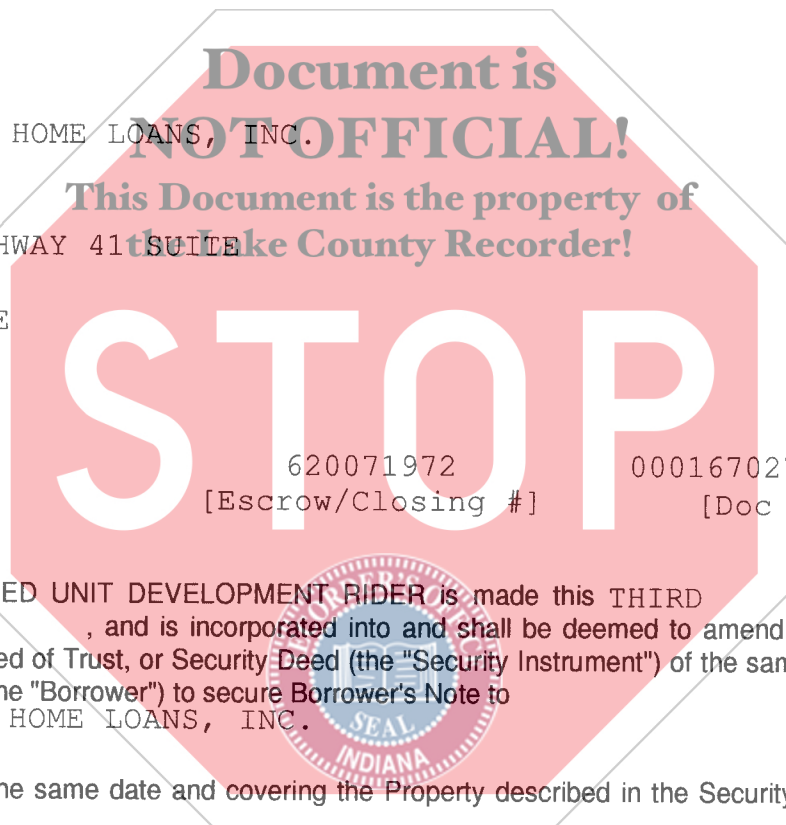 Document is
HOME LOANS, INC.
NOT OFFICIAL!
This Document is the property of
HWAY 41 SUITE
the Lake County Recorder!
E
STOP
620071972 00016702
[Escrow/Closing #] [Doc
ED UNIT DEVELOPMENT RIDER is made this THIRD
, and is incorporated into and shall be deemed to amend
ed of Trust, or Security Deed (the "Security Instrument") of the sam
ne "Borrower") to secure Borrower's Note to
HOME LOANS, INC.
SEAL
INDIANA
he same date and covering the Property described in the Security